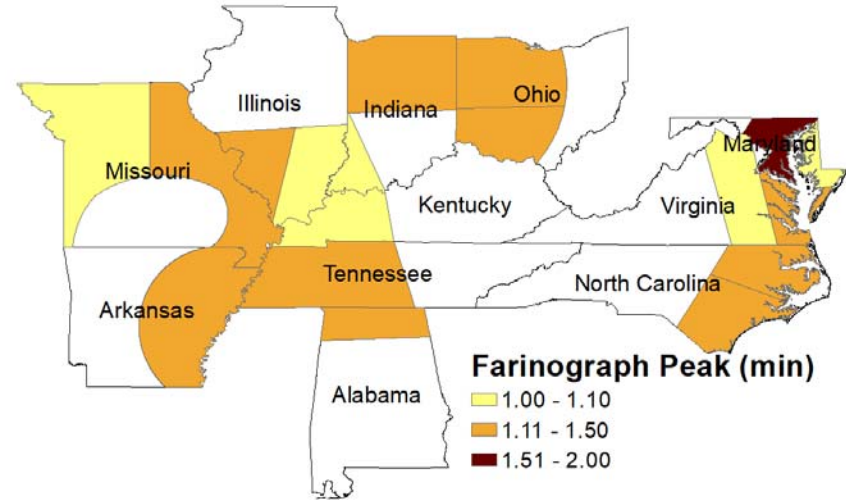 Illinois
Indiana
Ohio
Missouri
Maryland
Kentucky
Virginia
Tennessee
North Carolina
Arkansas
Alabama
Farinograph Peak (min)
1.00 - 1.10
1.11 - 1.50
1.51 - 2.00